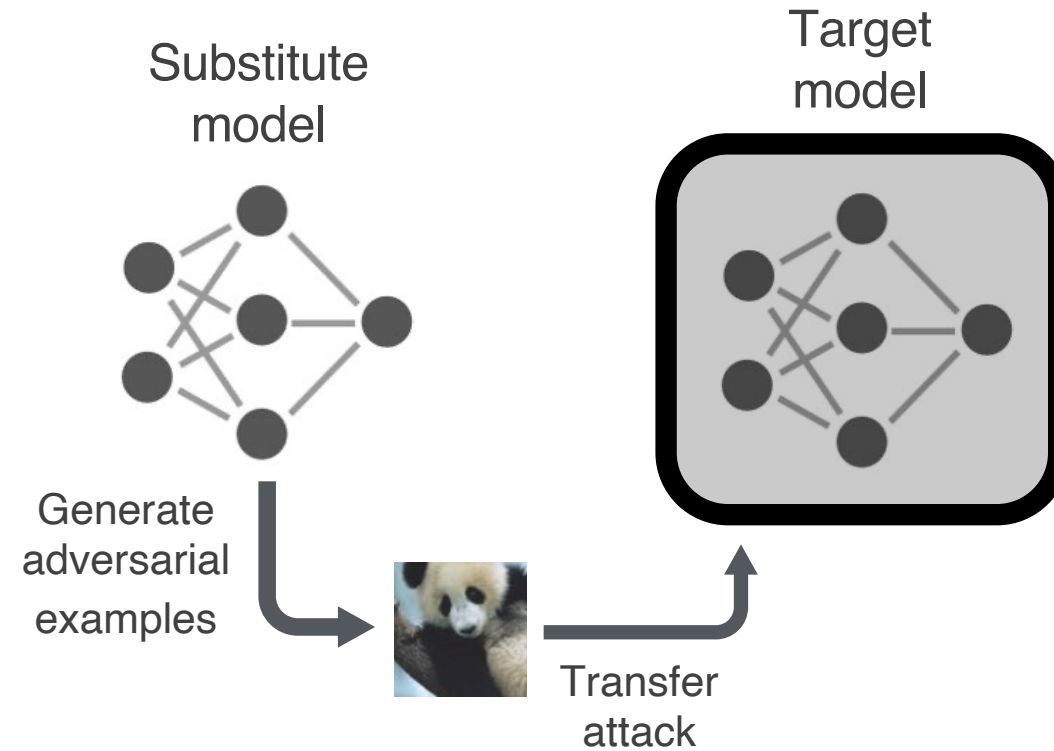 Substitute
model
Target
model
Generate
adversarial
examples
Transfer
attack